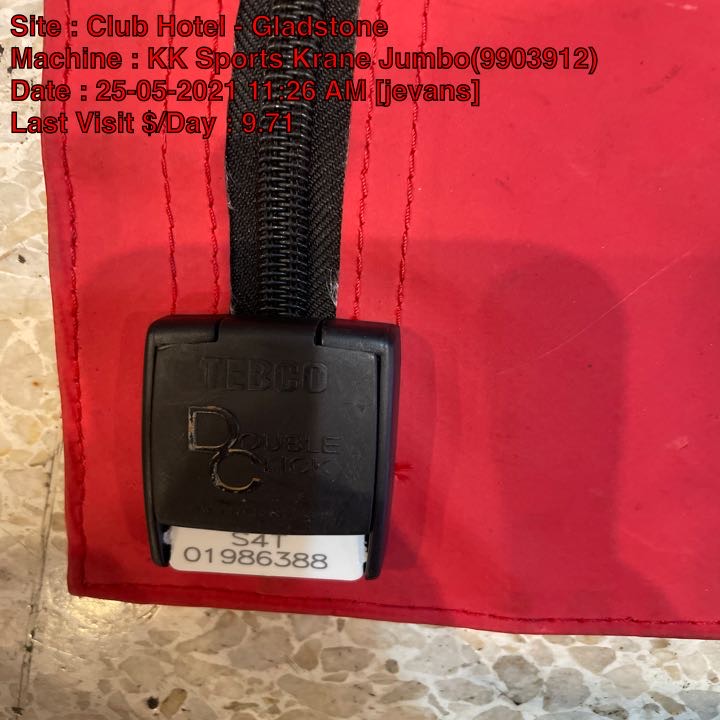 Site : Club Hotel - Gladstone
Machine : KK Sports Krane Jumbo(9903912)
Date : 25-05-2021 11:26 AM [jevans]
Last Visit $/Day : 9.71
TEBCO
DOUBLE
CLICK
S4T
01986388